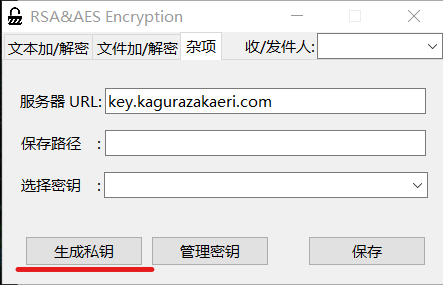 RSA&AES Encryption
文本加/解密 文件加/解密 杂项 收/发件人:
服务器 URL: key.kagurazakaeri.com
保存路径 :
选择密钥 :
生成私钥 管理密钥 保存